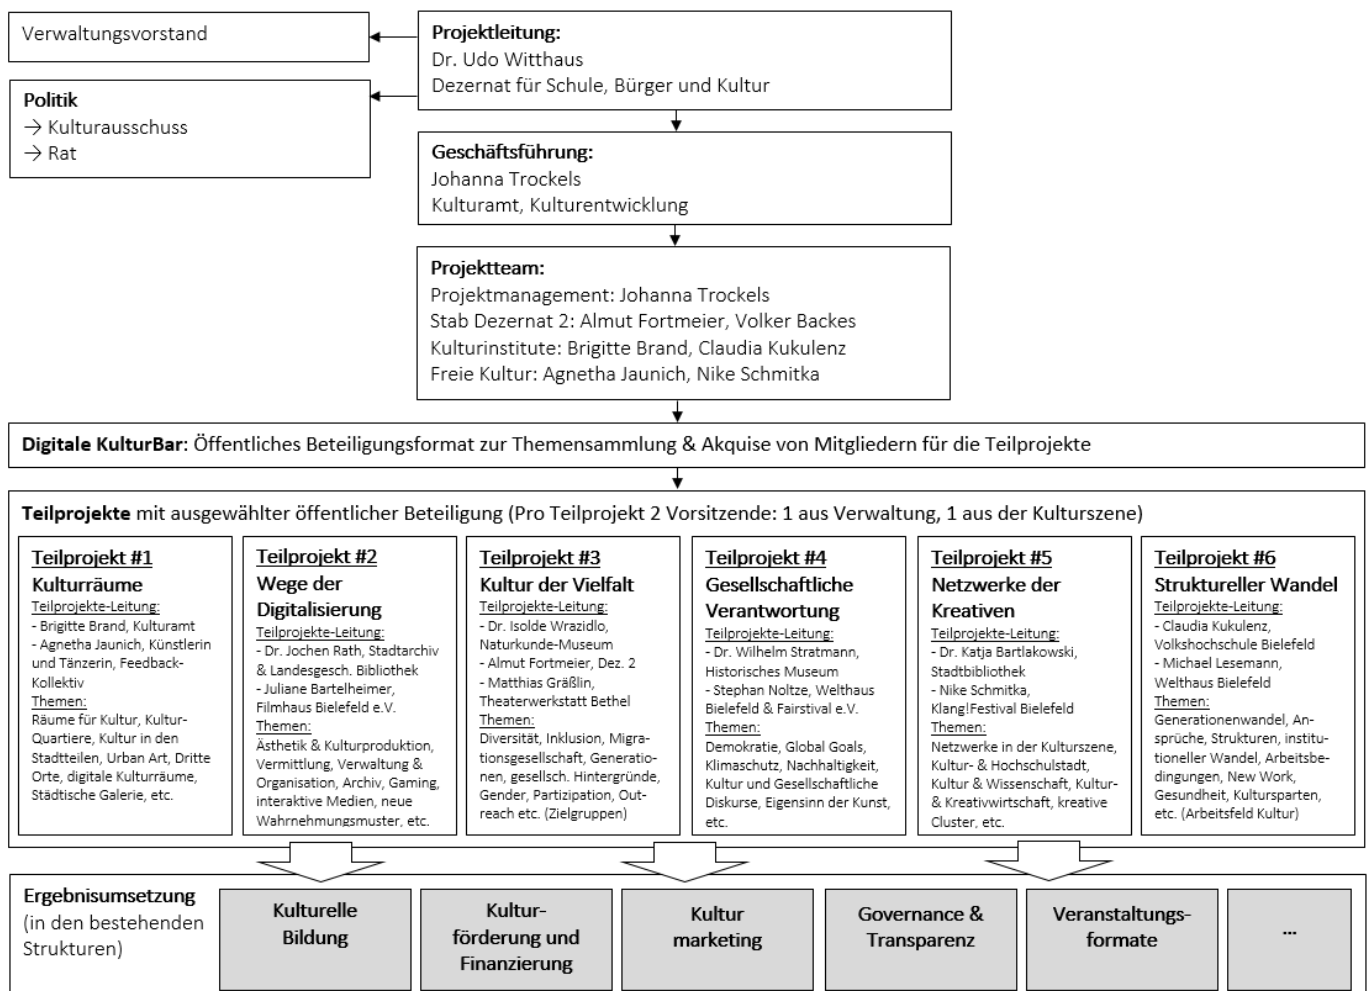 Verwaltungsvorstand
Projektleitung:
Dr. Udo Witthaus
Dezernat für Schule, Bürger und Kultur
Politik
→ Kulturausschuss
→ Rat
Geschäftsführung:
Johanna Trockels
Kulturamt, Kulturentwicklung
Projektteam:
Projektmanagement: Johanna Trockels
Stab Dezernat 2: Almut Fortmeier, Volker Backes
Kulturinstitute: Brigitte Brand, Claudia Kukulenz
Freie Kultur: Agnetha Jaunich, Nike Schmitka
Digitale KulturBar: Öffentliches Beteiligungsformat zur Themensammlung & Akquise von Mitgliedern für die Teilprojekte
Teilprojekte mit ausgewählter öffentlicher Beteiligung (Pro Teilprojekt 2 Vorsitzende: 1 aus Verwaltung, 1 aus der Kulturszene)
Teilprojekt #1
Kulturräume
Teilprojekte-Leitung:
- Brigitte Brand, Kulturamt
- Agnetha Jaunich, Künstlerin
und Tänzerin, Feedback-
Kollektiv
Themen:
Räume für Kultur, Kultur-
Quartiere, Kultur in den
Stadtteilen, Urban Art, Dritte
Orte, digitale Kulturräume,
Städtische Galerie, etc.
Teilprojekt #2
Wege der
Digitalisierung
Teilprojekte-Leitung:
- Dr. Jochen Rath, Stadtarchiv
& Landesgesch. Bibliothek
- Juliane Bartelheimer,
Filmhaus Bielefeld e.V.
Themen:
Ästhetik & Kulturproduktion,
Vermittlung, Verwaltung &
Organisation, Archiv, Gaming,
interaktive Medien, neue
Wahrnehmungsmuster, etc.
Teilprojekt #3
Kultur der Vielfalt
Teilprojekte-Leitung:
- Dr. Isolde Wrazidlo,
Naturkunde-Museum
- Almut Fortmeier, Dez. 2
- Matthias Gräßlin,
Theaterwerkstatt Bethel
Themen:
Diversität, Inklusion, Migra-
tionsgesellschaft, Generatio-
nen, gesellsch. Hintergründe,
Gender, Partizipation, Out-
reach etc. (Zielgruppen)
Teilprojekt #4
Gesellschaftliche
Verantwortung
Teilprojekte-Leitung:
- Dr. Wilhelm Stratmann,
Historisches Museum
- Stephan Noltze, Welthaus
Bielefeld & Fairstival e.V.
Themen:
Demokratie, Global Goals,
Klimaschutz, Nachhaltigkeit,
Kultur und Gesellschaftliche
Diskurse, Eigensinn der Kunst,
etc.
Teilprojekt #5
Netzwerke der
Kreativen
Teilprojekte-Leitung:
- Dr. Katja Bartlakowski,
Stadtbibliothek
- Nike Schmitka,
Klang!Festival Bielefeld
Themen:
Netzwerke in der Kulturszene,
Kultur- & Hochschulstadt,
Kultur & Wissenschaft, Kultur-
& Kreativwirtschaft, kreative
Cluster, etc.
Teilprojekt #6
Struktureller Wandel
Teilprojekte-Leitung:
- Claudia Kukulenz,
Volkshochschule Bielefeld
- Michael Lesemann,
Welthaus Bielefeld
Themen:
Generationenwandel, An-
sprüche, Strukturen, institu-
tioneller Wandel, Arbeitsbe-
dingungen, New Work,
Gesundheit, Kultursparten,
etc. (Arbeitsfeld Kultur)
Ergebnisumsetzung
(in den bestehenden
Strukturen)
Kulturelle
Bildung
Kultur-
förderung und
Finanzierung
Kultur
marketing
Governance &
Transparenz
Veranstaltungs-
formate
...